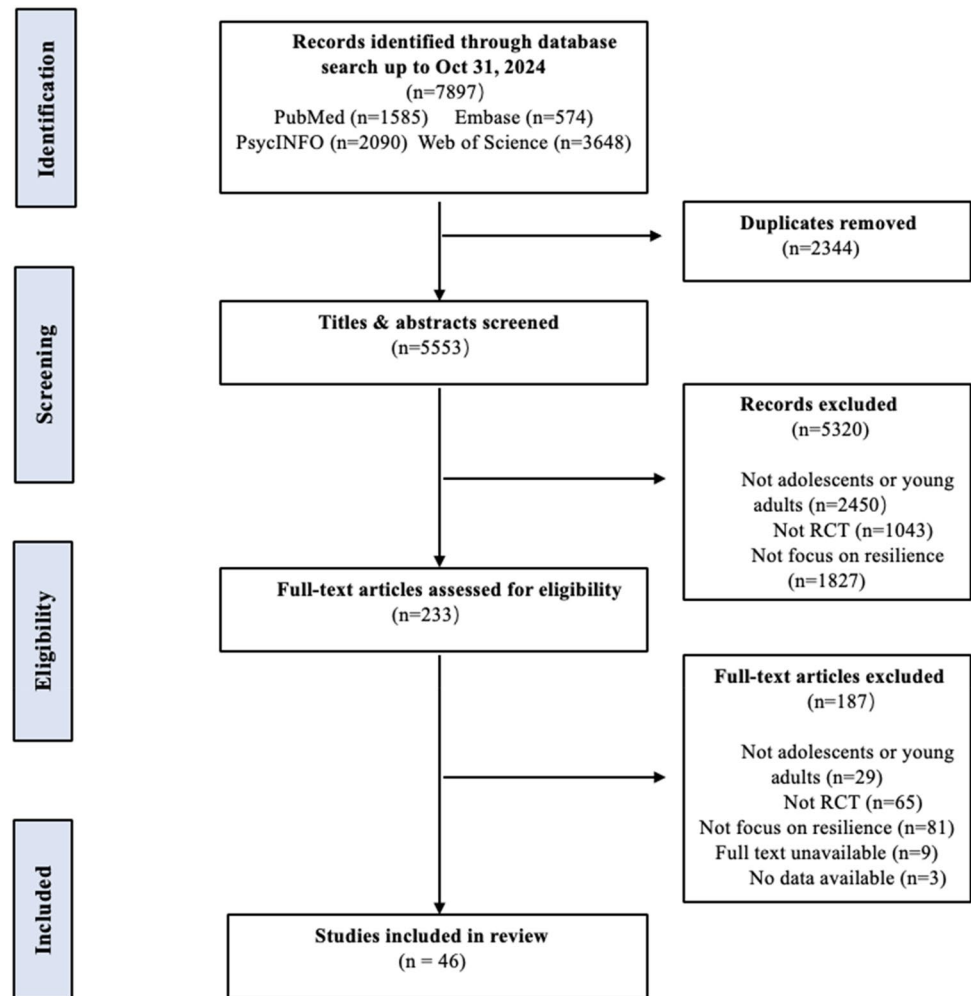 Identification
Records identified through database
search up to Oct 31, 2024
(n=7897)
PubMed (n=1585) Embase (n=574)
PsycINFO (n=2090) Web of Science (n=3648)
Duplicates removed
(n=2344)
Screening
Titles & abstracts screened
(n=5553)
Records excluded
(n=5320)
Not adolescents or young
adults (n=2450)
Not RCT (n=1043)
Not focus on resilience
(n=1827)
Eligibility
Full-text articles assessed for eligibility
(n=233)
Full-text articles excluded
(n=187)
Not adolescents or young
adults (n=29)
Not RCT (n=65)
Not focus on resilience (n=81)
Full text unavailable (n=9)
No data available (n=3)
Included
Studies included in review
(n = 46)